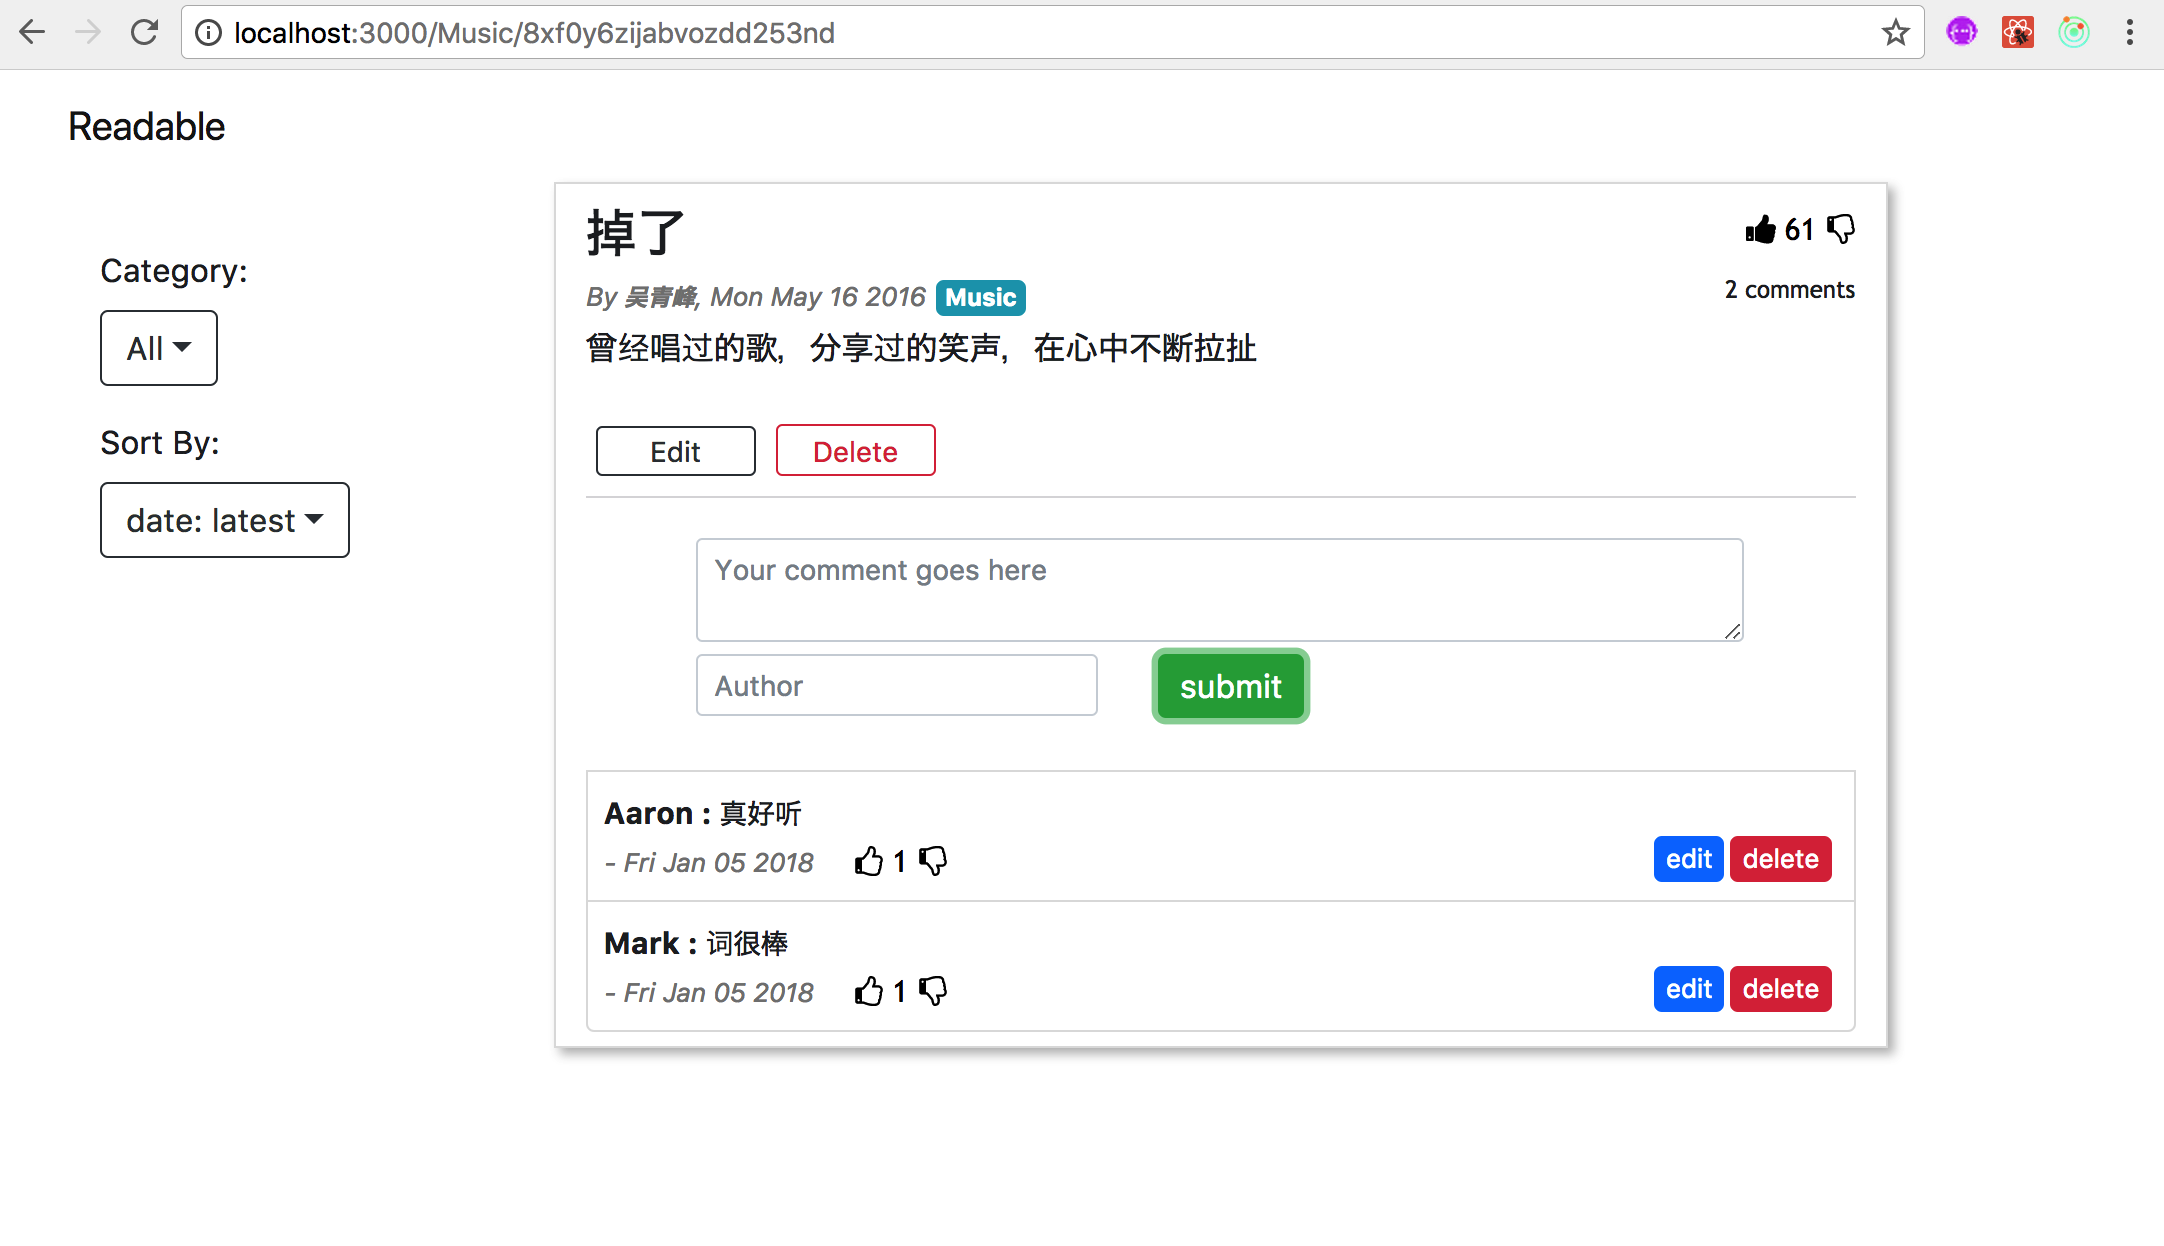 localhost:3000/Music/8xf0y6zijabvozdd253nd
Readable
Category:
All
Sort By:
date: latest
掉了
61
By 吴青峰, Mon May 16 2016 Music
2 comments
曾经唱过的歌，分享过的笑声，在心中不断拉扯
Edit Delete
Your comment goes here
Author submit
Aaron : 真好听
- Fri Jan 05 2018 1 edit delete
Mark : 词很棒
- Fri Jan 05 2018 1 edit delete